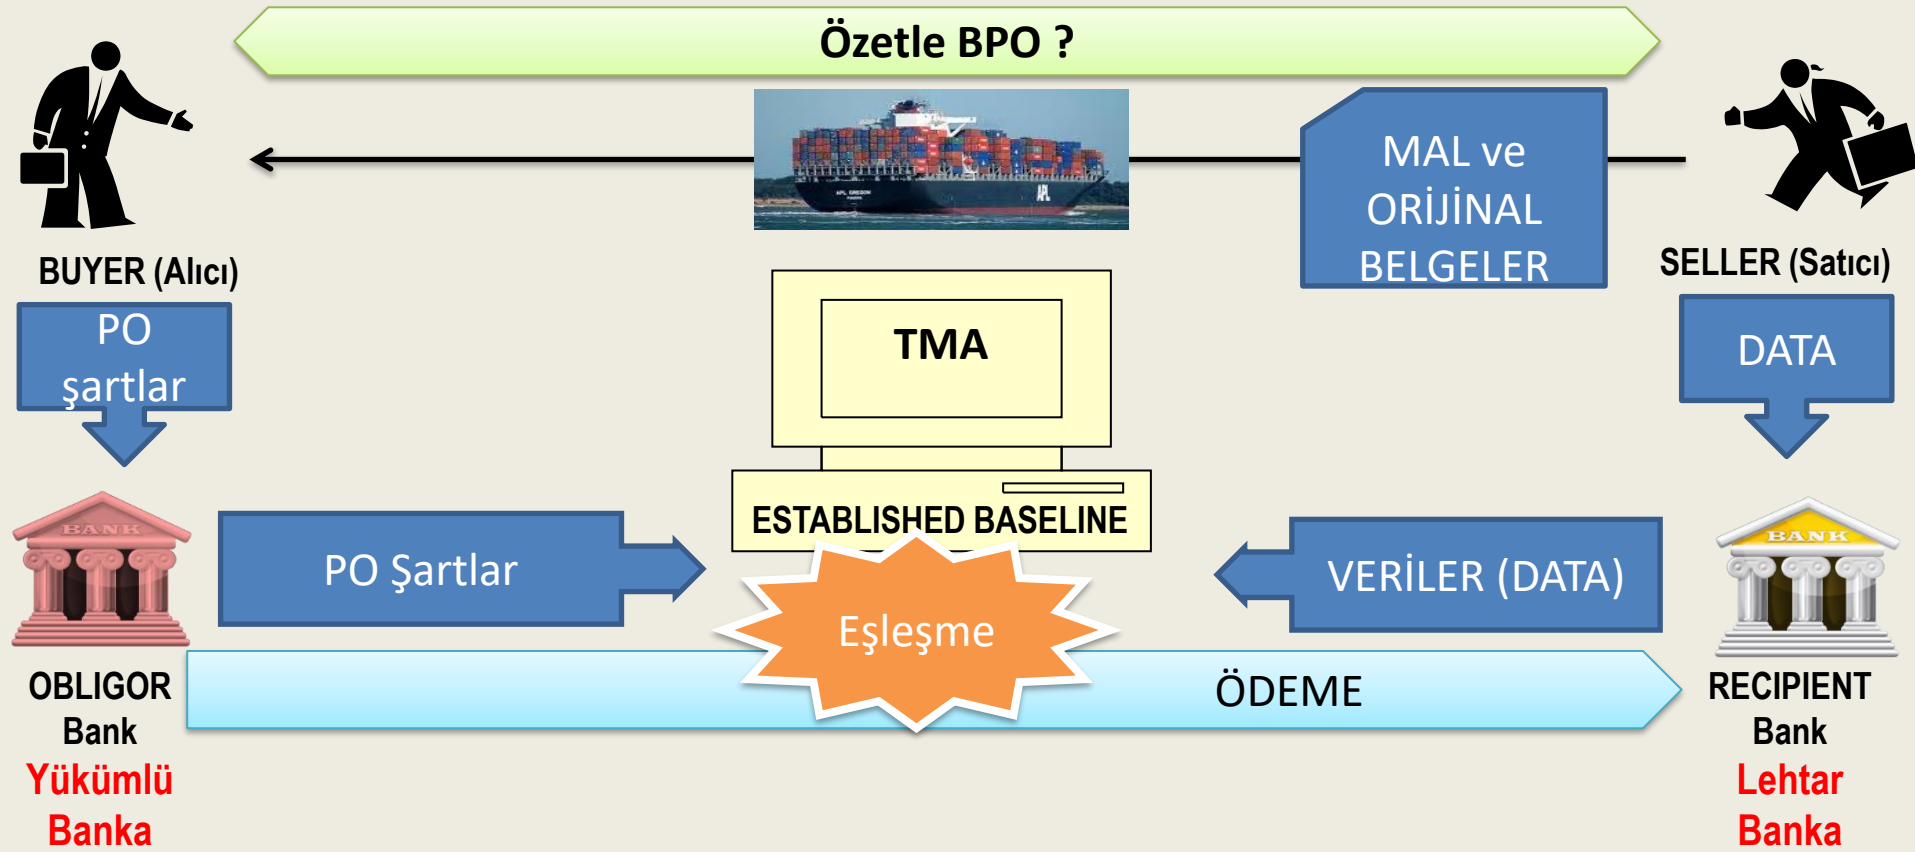 Özetle BPO ?
MAL ve
ORİJİNAL
BELGELER
BUYER (Alıcı)
SELLER (Satıcı)
PO
şartlar
TMA
DATA
ESTABLISHED BASELINE
BANK
BANK
PO Şartlar
VERİLER (DATA)
Eşleşme
ÖDEME
OBLIGOR
Bank
Yükümlü
Banka
RECIPIENT
Bank
Lehtar
Banka
APL